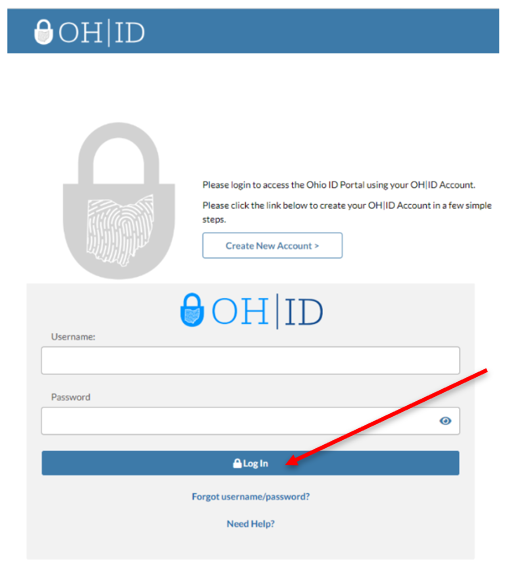 OH|ID
Please login to access the Ohio ID Portal using your OH|ID Account.
Please click the link below to create your OH|ID Account in a few simple
steps.
Create New Account >
OH|ID
Username:
Password
Log In
Forgot username/password?
Need Help?